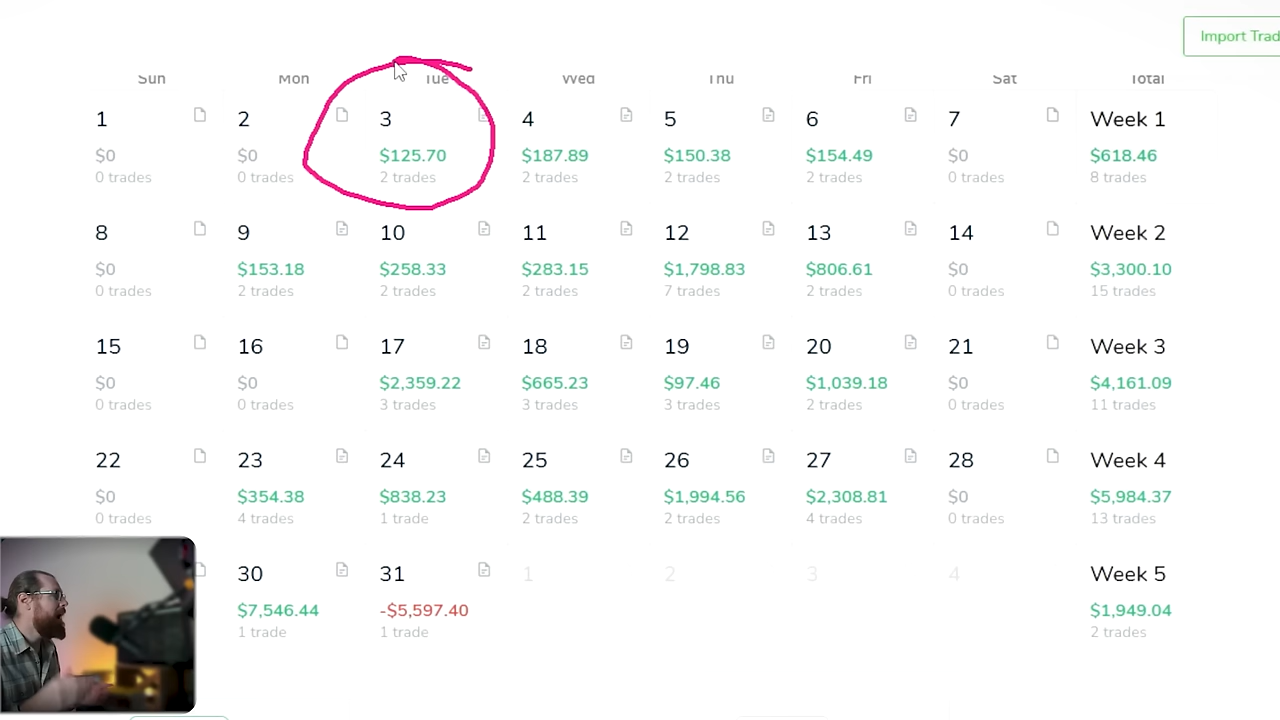 Import Trad
Sun Mon Tue Wed Thu Fri Sat Total
1 2 3 4 5 6 7 Week 1
$0 $0 $125.70 $187.89 $150.38 $154.49 $0 $618.46
0 trades 0 trades 2 trades 2 trades 2 trades 2 trades 0 trades 8 trades
8 9 10 11 12 13 14 Week 2
$0 $153.18 $258.33 $283.15 $1,798.83 $806.61 $0 $3,300.10
0 trades 2 trades 2 trades 2 trades 7 trades 2 trades 0 trades 15 trades
15 16 17 18 19 20 21 Week 3
$0 $0 $2,359.22 $665.23 $97.46 $1,039.18 $0 $4,161.09
0 trades 0 trades 3 trades 3 trades 3 trades 2 trades 0 trades 11 trades
22 23 24 25 26 27 28 Week 4
$0 $354.38 $838.23 $488.39 $1,994.56 $2,308.81 $0 $5,984.37
0 trades 4 trades 1 trade 2 trades 2 trades 4 trades 0 trades 13 trades
30 31 1 2 3 4 Week 5
$7,546.44 -$5,597.40 $1,949.04
1 trade 1 trade 2 trades